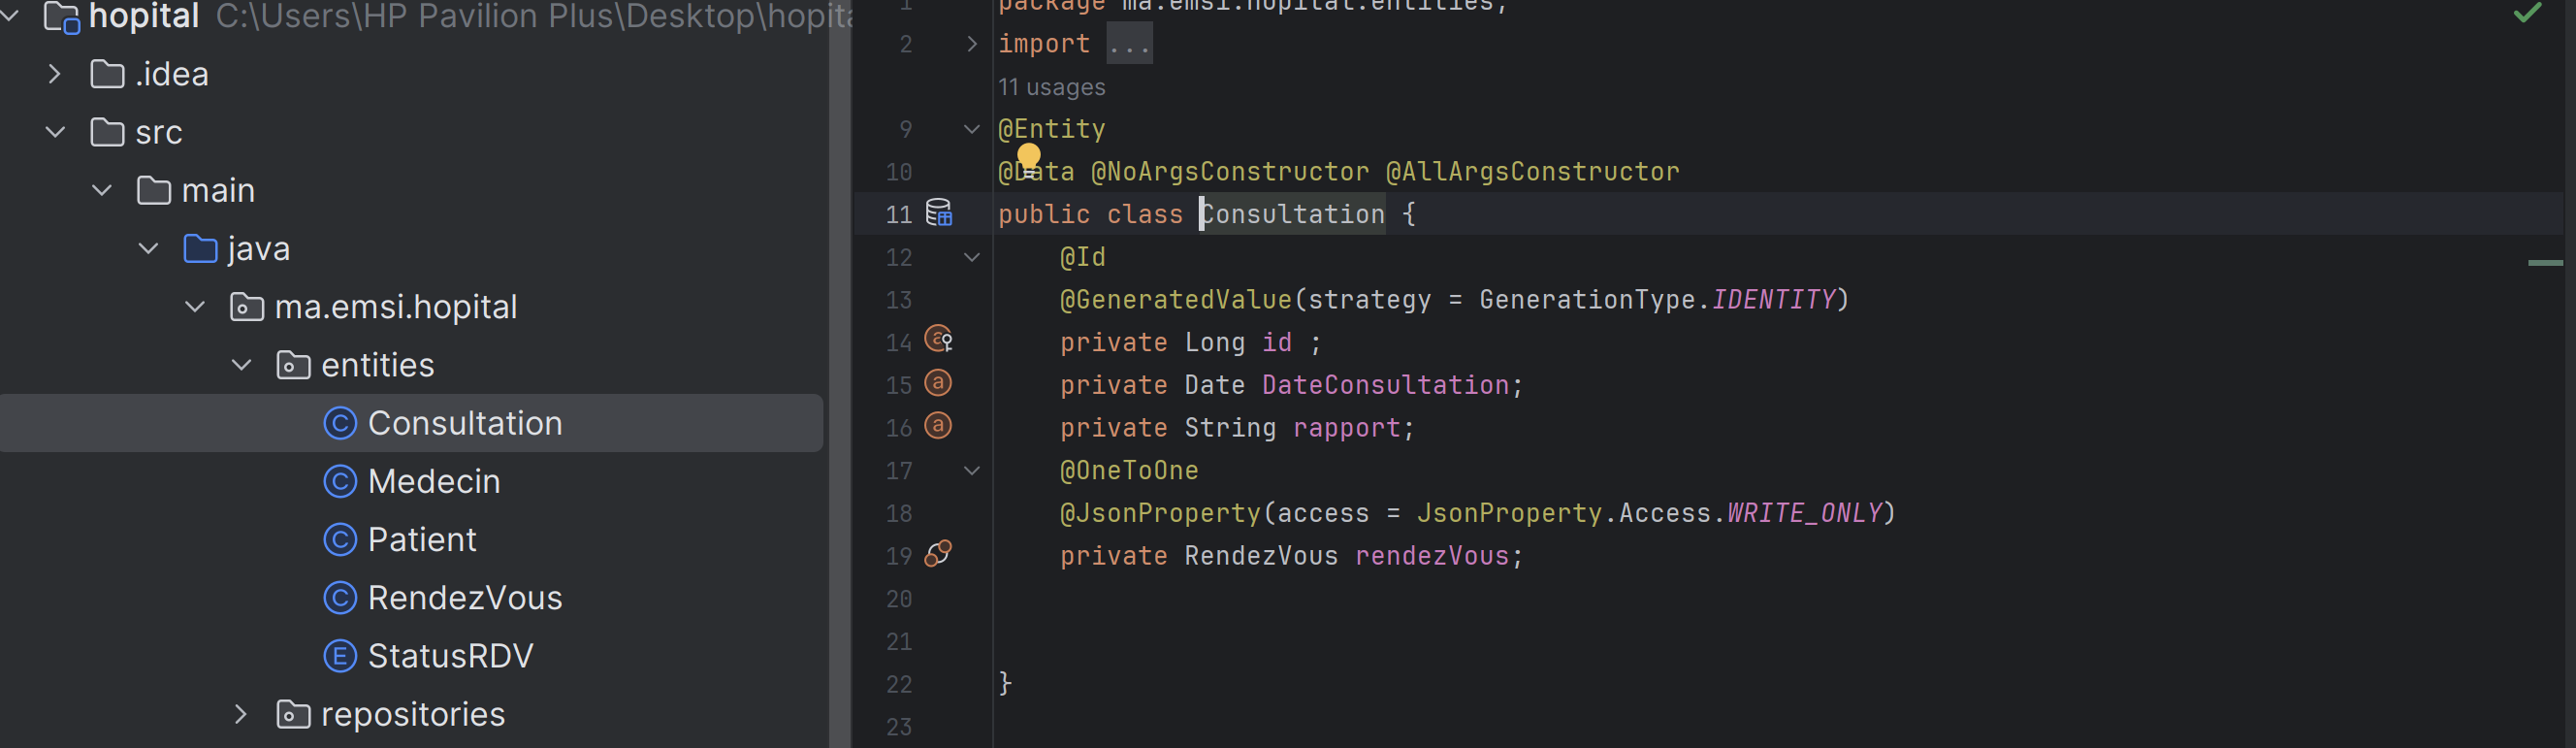 hopital C:\Users\HP Pavilion Plus\Desktop\hopita
.idea
src
main
java
ma.emsi.hopital
entities
Consultation
Medecin
Patient
RendezVous
StatusRDV
repositories
1 package ma.emsi.hopital.entities;
2 import ...
11 usages
9 @Entity
10 @Data @NoArgsConstructor @AllArgsConstructor
11 public class Consultation {
12 @Id
13 @GeneratedValue(strategy = GenerationType.IDENTITY)
14 private Long id ;
15 private Date DateConsultation;
16 private String rapport;
17 @OneToOne
18 @JsonProperty(access = JsonProperty.Access.WRITE_ONLY)
19 private RendezVous rendezVous;
20
21
22 }
23